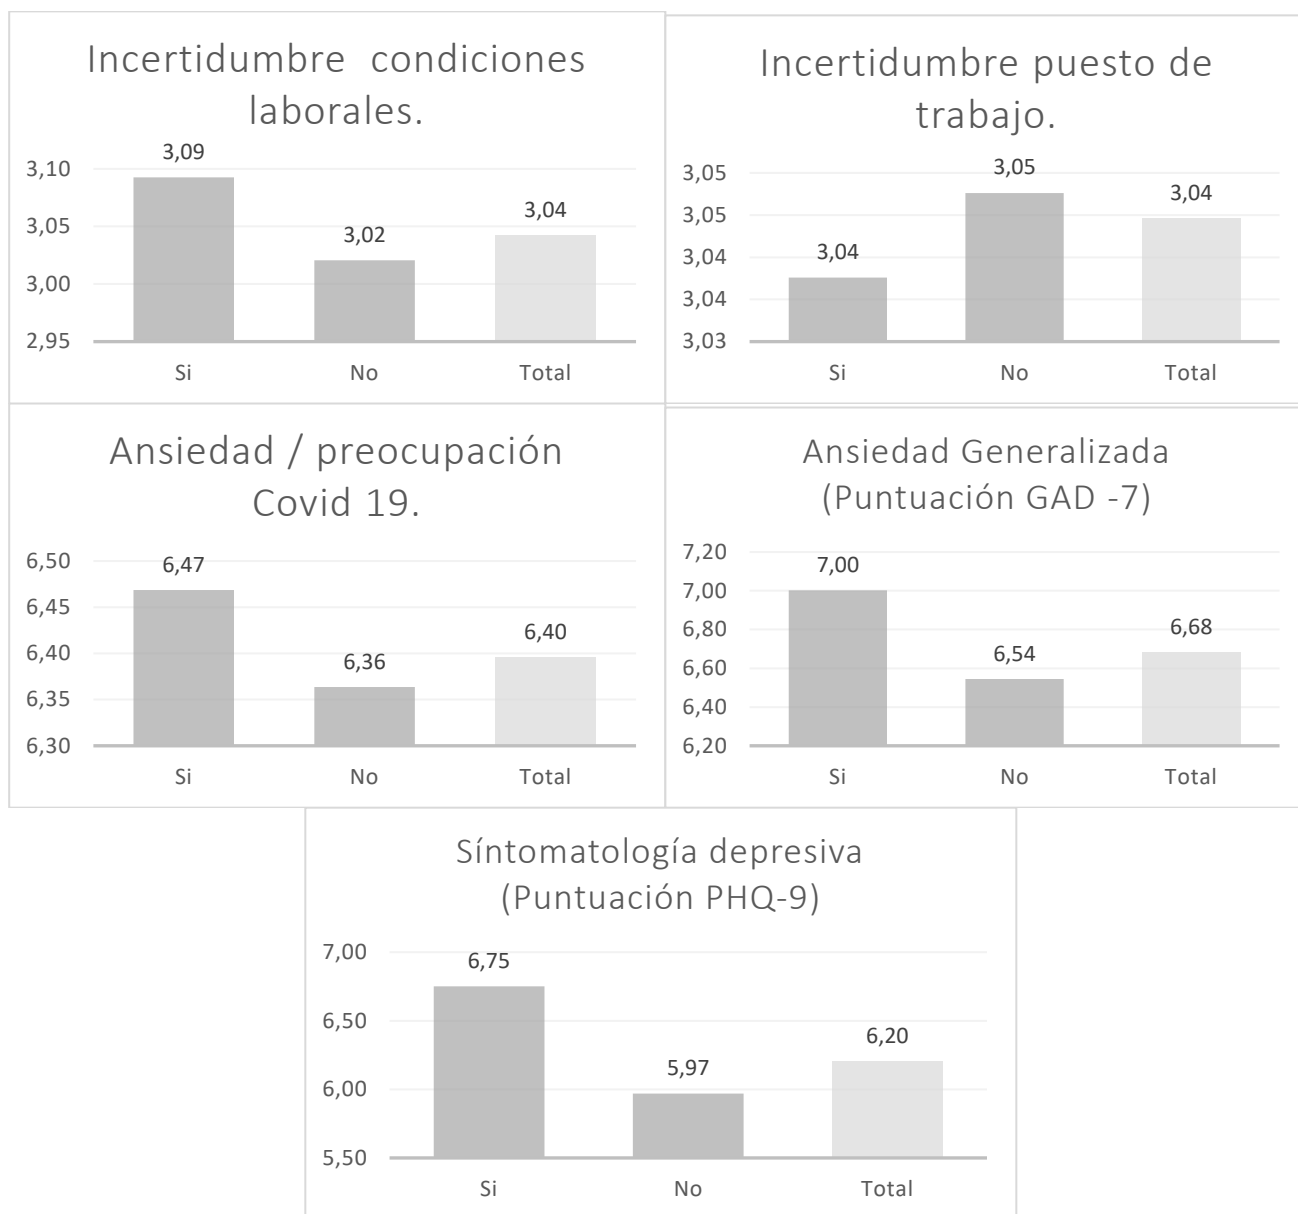 Incertidumbre condiciones
laborales.
3,09
3,10
3,04
3,05
3,02
3,00
2,95
Si
No
Total
Incertidumbre puesto de
trabajo.
3,05
3,05
3,04
3,05
3,04
3,04
3,04
3,03
Si
No
Total
Ansiedad / preocupación
Covid 19.
6,50
6,47
6,45
6,40
6,40
6,36
6,35
6,30
Si
No
Total
Ansiedad Generalizada
(Puntuación GAD -7)
7,20
7,00
7,00
6,80
6,68
6,60
6,54
6,40
6,20
Si
No
Total
Síntomatología depresiva
(Puntuación PHQ-9)
7,00
6,75
6,50
6,20
6,00
5,97
5,50
Si
No
Total